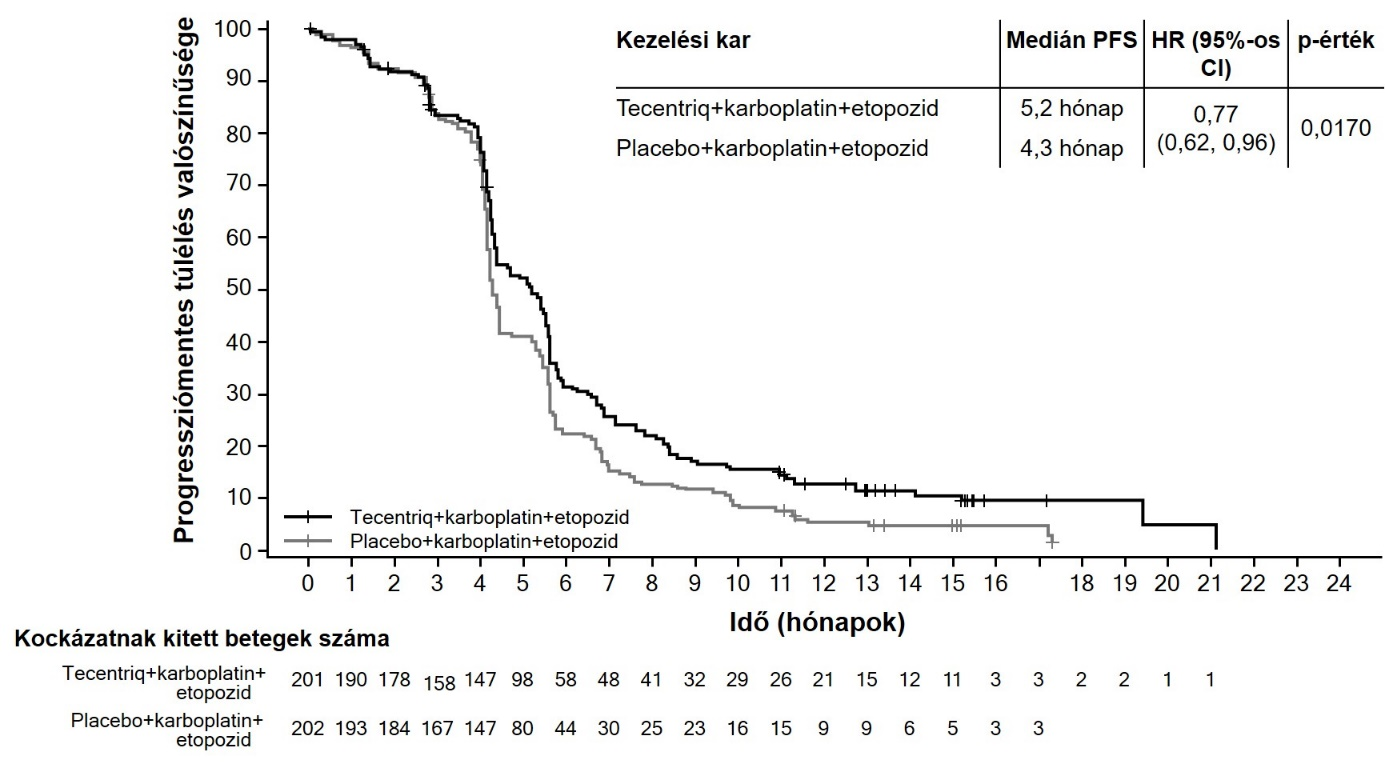 Progressziómentes túlélés valószínűsége
100
90
80
70
60
50
40
30
20
10
0
Kezelési kar Medián PFS HR (95%-os CI) p-érték
Tecentriq+karboplatin+etopozid 5,2 hónap 0,77 (0,62, 0,96) 0,0170
Placebo+karboplatin+etopozid 4,3 hónap
Tecentriq+karboplatin+etopozid
Placebo+karboplatin+etopozid
0 1 2 3 4 5 6 7 8 9 10 11 12 13 14 15 16 18 19 20 21 22 23 24
Idő (hónapok)
Kockázatnak kitett betegek száma
Tecentriq+karboplatin+
etopozid 201 190 178 158 147 98 58 48 41 32 29 26 21 15 12 11 3 3 2 2 1 1
Placebo+karboplatin+
etopozid 202 193 184 167 147 80 44 30 25 23 16 15 9 9 6 5 3 3